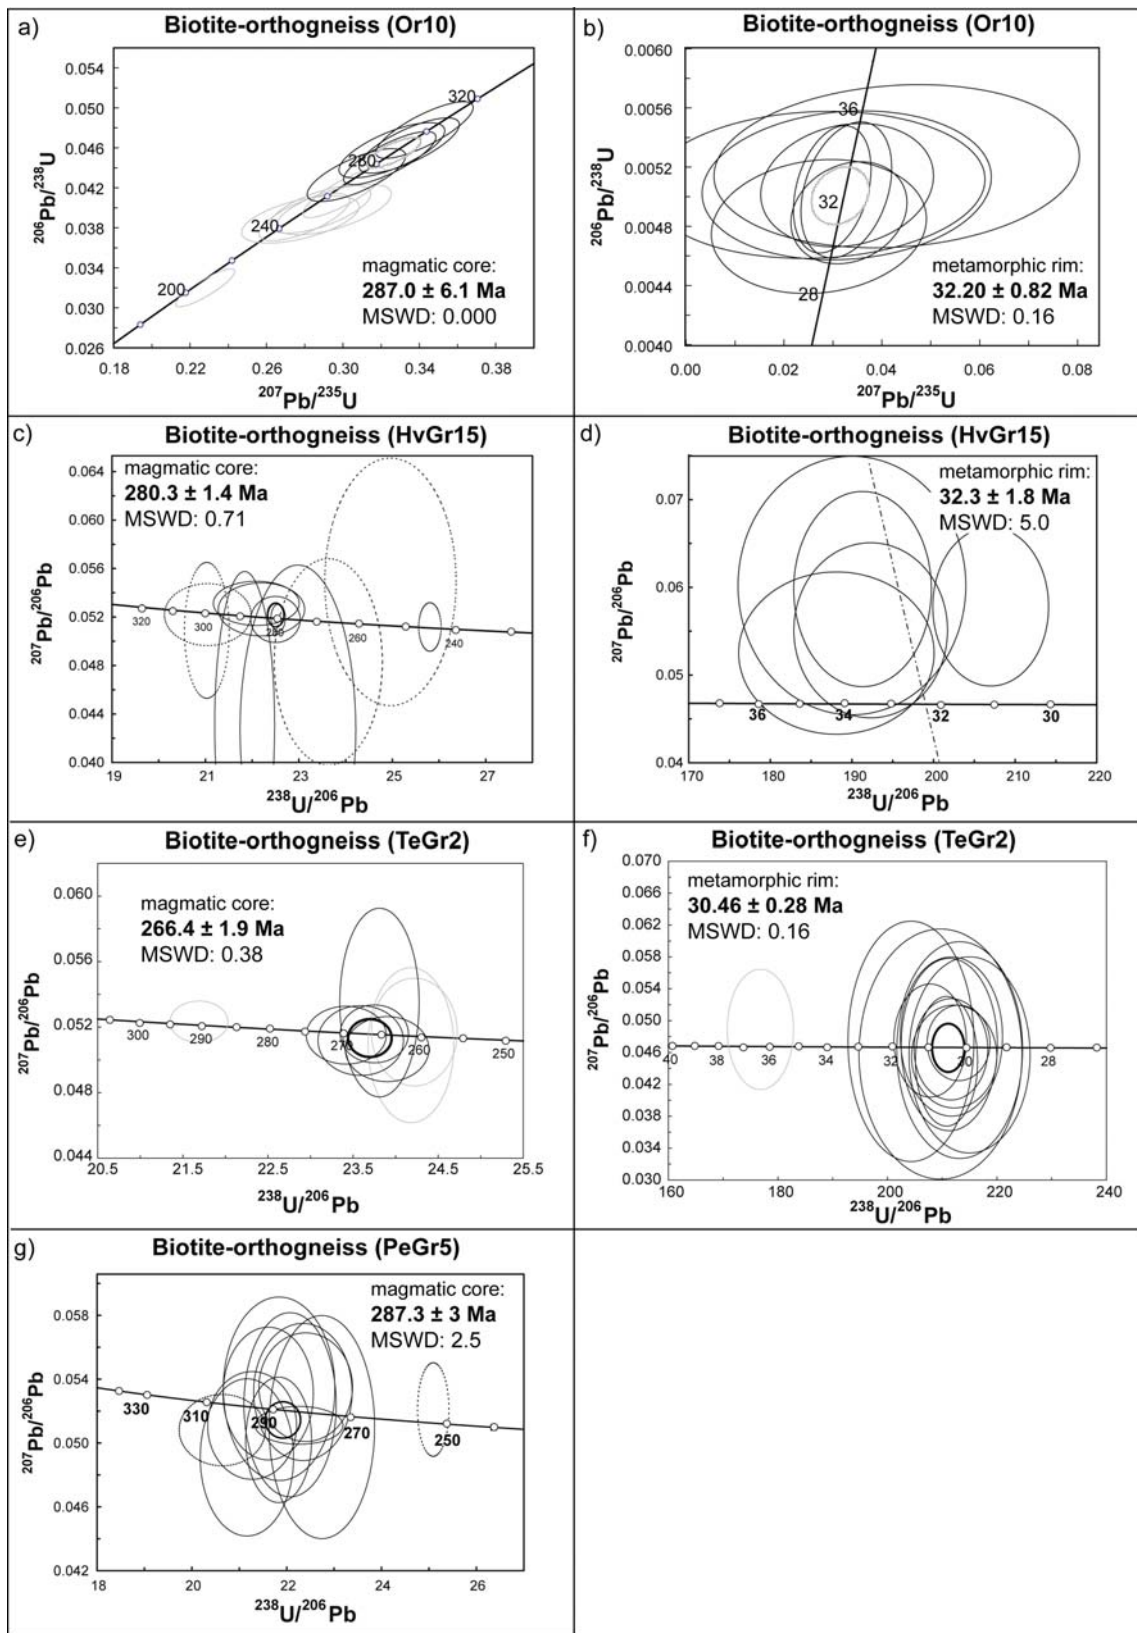 a) Biotite-orthogneiss (Or10)
0.054
0.050
0.046
0.042
0.038
0.034
0.030
0.026
²⁰⁶Pb/²³⁸U
320
280
240
200
magmatic core:
287.0 ± 6.1 Ma
MSWD: 0.000
0.18 0.22 0.26 0.30 0.34 0.38
²⁰⁷Pb/²³⁵U
b) Biotite-orthogneiss (Or10)
0.0060
0.0056
0.0052
0.0048
0.0044
0.0040
²⁰⁶Pb/²³⁸U
36
32
28
metamorphic rim:
32.20 ± 0.82 Ma
MSWD: 0.16
0.00 0.02 0.04 0.06 0.08
²⁰⁷Pb/²³⁵U
c) Biotite-orthogneiss (HvGr15)
magmatic core:
280.3 ± 1.4 Ma
MSWD: 0.71
0.064
0.060
0.056
0.052
0.048
0.044
0.040
²⁰⁷Pb/²⁰⁶Pb
320 300 280 260 240
19 21 23 25 27
²³⁸U/²⁰⁶Pb
d) Biotite-orthogneiss (HvGr15)
metamorphic rim:
32.3 ± 1.8 Ma
MSWD: 5.0
0.07
0.06
0.05
0.04
²⁰⁷Pb/²⁰⁶Pb
36 34 32 30
170 180 190 200 210 220
²³⁸U/²⁰⁶Pb
e) Biotite-orthogneiss (TeGr2)
magmatic core:
266.4 ± 1.9 Ma
MSWD: 0.38
0.060
0.056
0.052
0.048
0.044
²⁰⁷Pb/²⁰⁶Pb
300 290 280 270 260 250
20.5 21.5 22.5 23.5 24.5 25.5
²³⁸U/²⁰⁶Pb
f) Biotite-orthogneiss (TeGr2)
metamorphic rim:
30.46 ± 0.28 Ma
MSWD: 0.16
0.070
0.066
0.062
0.058
0.054
0.050
0.046
0.042
0.038
0.034
0.030
²⁰⁷Pb/²⁰⁶Pb
40 38 36 34 32 30 28
160 180 200 220 240
²³⁸U/²⁰⁶Pb
g) Biotite-orthogneiss (PeGr5)
magmatic core:
287.3 ± 3 Ma
MSWD: 2.5
0.058
0.054
0.050
0.046
0.042
²⁰⁷Pb/²⁰⁶Pb
330 310 290 270 250
18 20 22 24 26
²³⁸U/²⁰⁶Pb